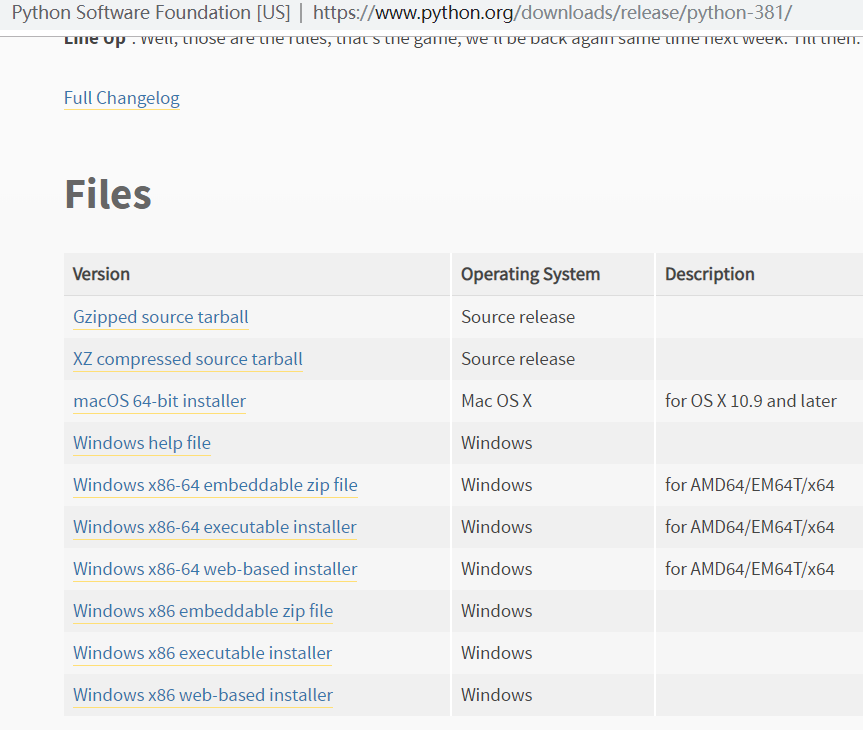 Python Software Foundation [US] | https://www.python.org/downloads/release/python-381/
Line Up". Well, those are the rules, that's the game, we'll be back again same time next week. Till then.
Full Changelog
Files
Version Operating System Description
Gzipped source tarball Source release
XZ compressed source tarball Source release
macOS 64-bit installer Mac OS X for OS X 10.9 and later
Windows help file Windows
Windows x86-64 embeddable zip file Windows for AMD64/EM64T/x64
Windows x86-64 executable installer Windows for AMD64/EM64T/x64
Windows x86-64 web-based installer Windows for AMD64/EM64T/x64
Windows x86 embeddable zip file Windows
Windows x86 executable installer Windows
Windows x86 web-based installer Windows